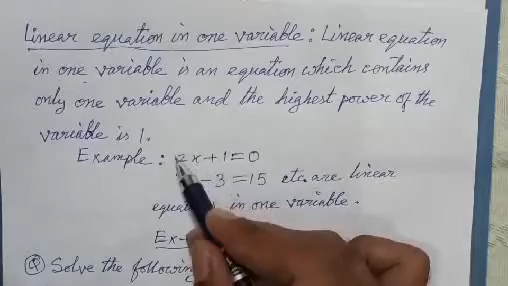 Linear equation in one variable : Linear equation
in one variable is an equation which contains
only one variable and the highest power of the
variable is 1.
Example : 2x+1=0
-3=15 etc. are linear
in one variable.
Q Solve the following